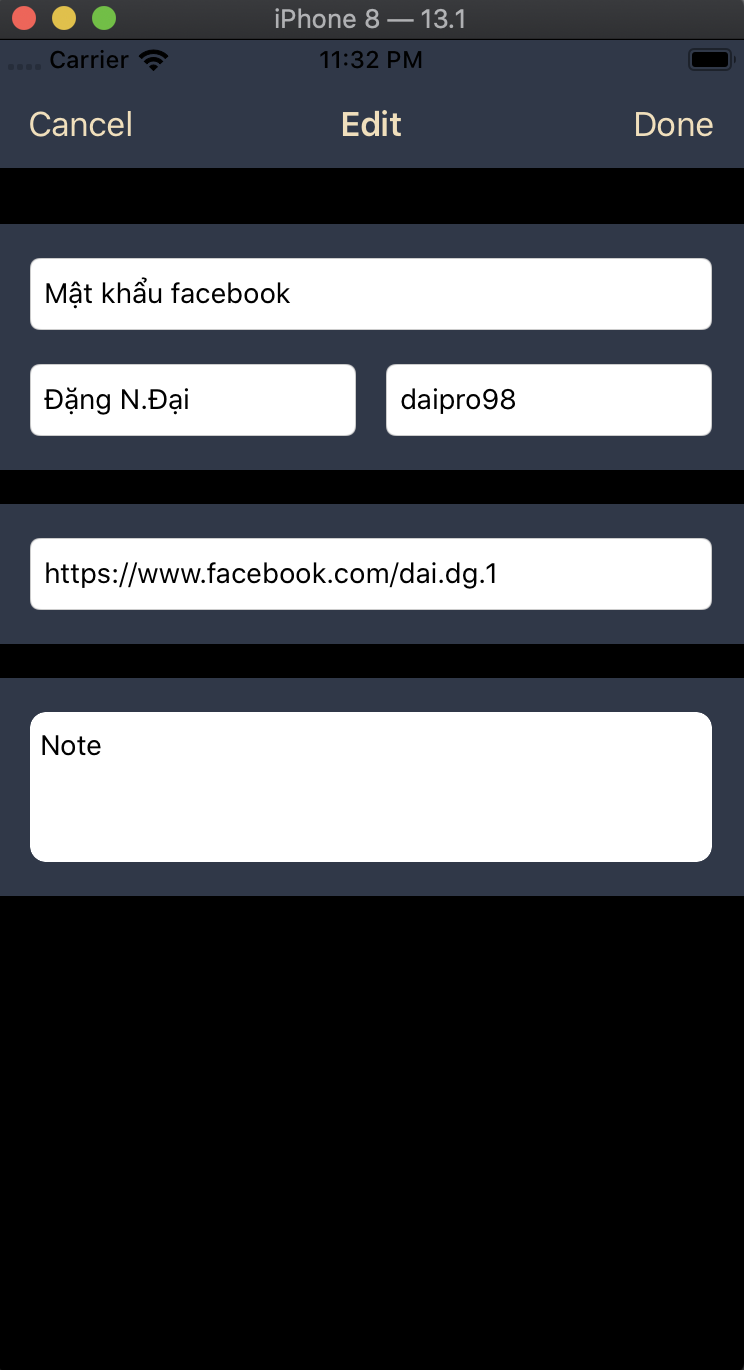 iPhone 8 — 13.1
Carrier 11:32 PM
Cancel Edit Done
Mật khẩu facebook
Đặng N.Đại daipro98
https://www.facebook.com/dai.dg.1
Note